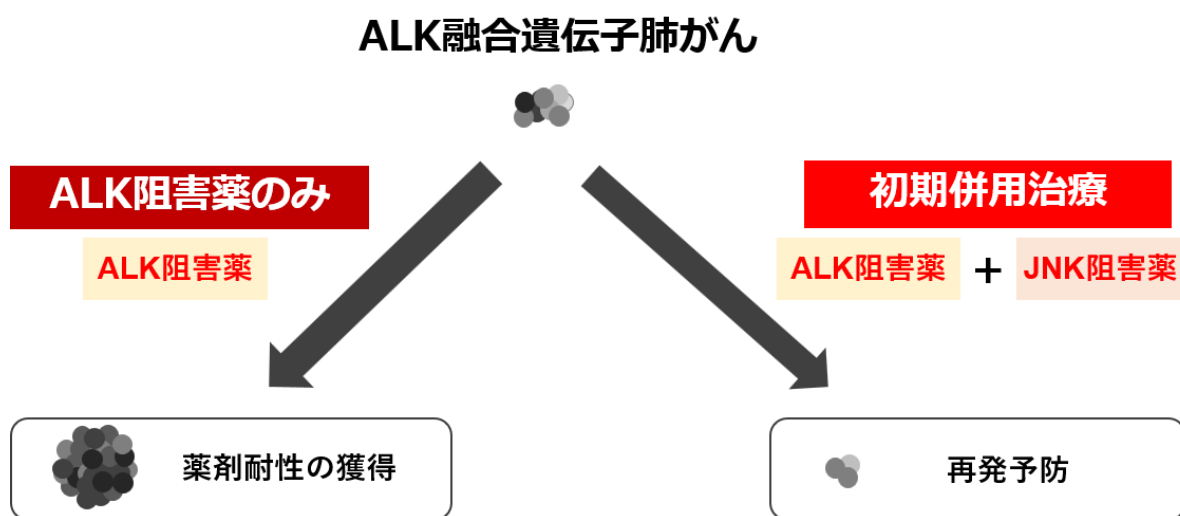 ALK融合遺伝子肺がん
ALK阻害薬のみ
ALK阻害薬
初期併用治療
ALK阻害薬 + JNK阻害薬
薬剤耐性の獲得
再発予防